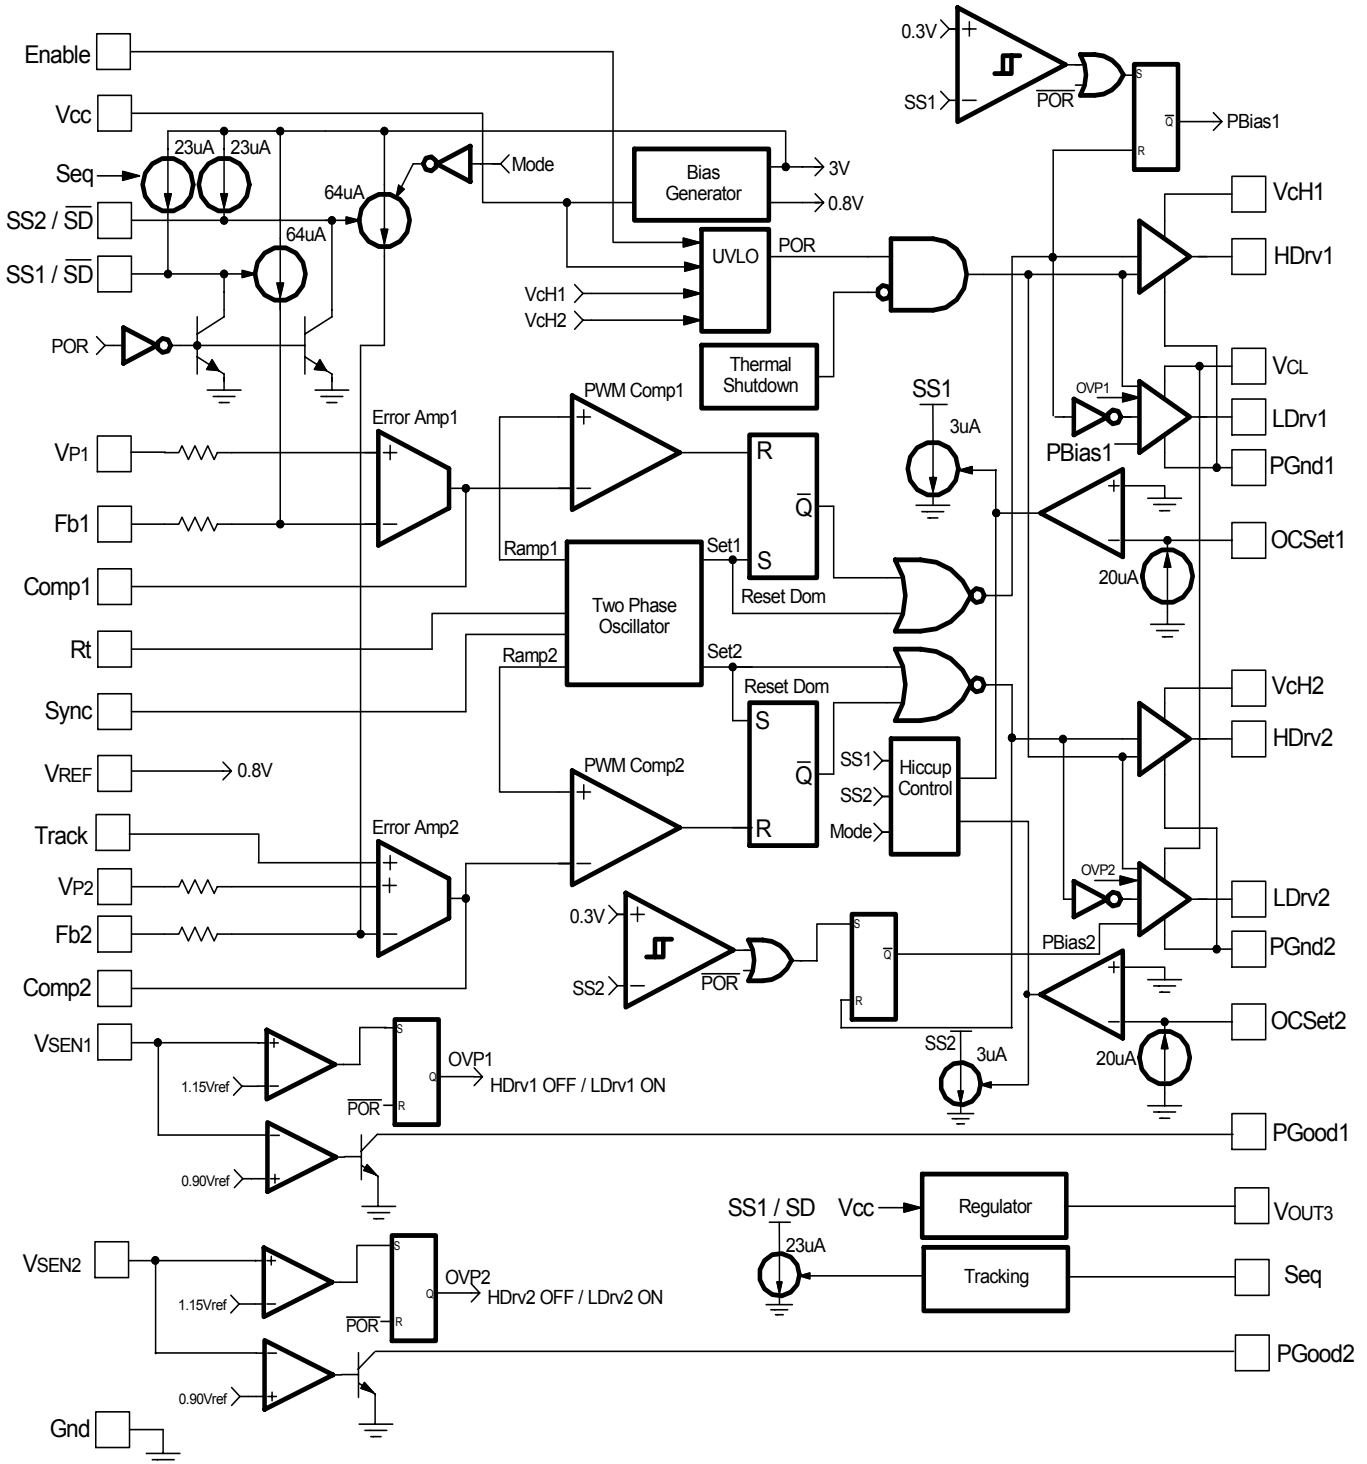 0.3V
SS1
POR
S
R
Q
PBias1
Enable
Vcc
23uA
23uA
Seq
Mode
64uA
SS2 / SD
64uA
SS1 / SD
POR
Bias
Generator
3V
0.8V
UVLO
POR
VcH1
VcH2
Thermal
Shutdown
VcH1
HDrv1
VCL
OVP1
LDrv1
PBias1
PGnd1
SS1
3uA
OCSet1
20uA
VP1
Error Amp1
+
−
Fb1
PWM Comp1
+
−
R
Q
S
Reset Dom
Comp1
Ramp1
Set1
Two Phase
Oscillator
Ramp2
Set2
Rt
Sync
VREF
0.8V
Reset Dom
S
Q
R
PWM Comp2
+
−
SS1
SS2
Mode
Hiccup
Control
VcH2
HDrv2
OVP2
LDrv2
PBias2
PGnd2
Track
Error Amp2
+
+
−
VP2
Fb2
Comp2
0.3V
+
SS2
−
POR
S
Q
R
SS2
3uA
+
−
OCSet2
20uA
VSEN1
+
1.15Vref
−
S
Q
R
POR
OVP1
HDrv1 OFF / LDrv1 ON
−
0.90Vref
+
PGood1
SS1 / SD
23uA
Vcc
Regulator
VOUT3
Tracking
Seq
VSEN2
+
1.15Vref
−
S
Q
R
POR
OVP2
HDrv2 OFF / LDrv2 ON
−
0.90Vref
+
PGood2
Gnd